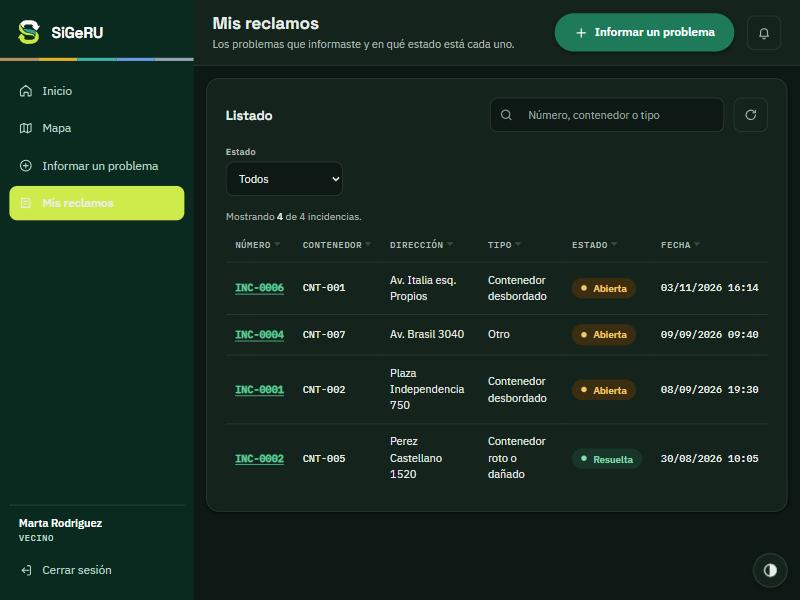 SiGeRU
Inicio
Mapa
Informar un problema
Mis reclamos
Marta Rodriguez
VECINO
Cerrar sesión
Mis reclamos
Los problemas que informaste y en qué estado está cada uno.
Informar un problema
Listado
Número, contenedor o tipo
Estado
Todos
Mostrando 4 de 4 incidencias.
NÚMERO CONTENEDOR DIRECCIÓN TIPO ESTADO FECHA
INC-0006 CNT-001 Av. Italia esq. Propios Contenedor desbordado Abierta 03/11/2026 16:14
INC-0004 CNT-007 Av. Brasil 3040 Otro Abierta 09/09/2026 09:40
INC-0001 CNT-002 Plaza Independencia 750 Contenedor desbordado Abierta 08/09/2026 19:30
INC-0002 CNT-005 Perez Castellano 1520 Contenedor roto o dañado Resuelta 30/08/2026 10:05